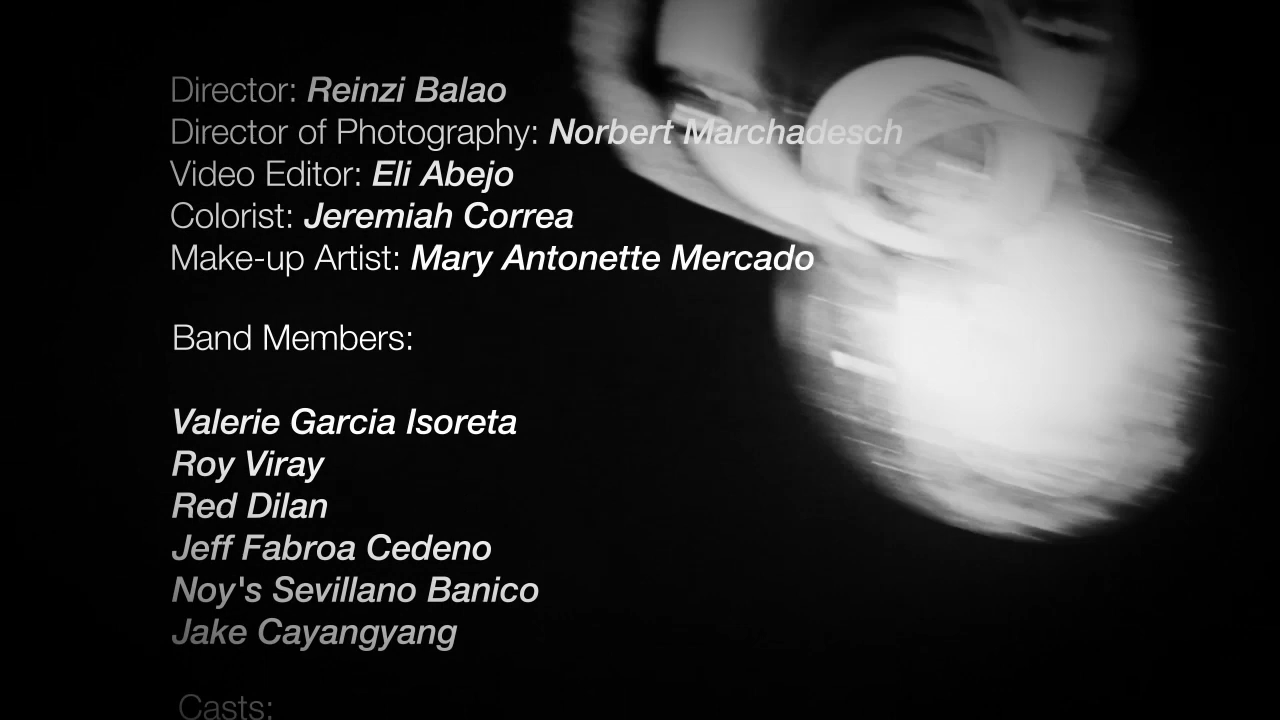 Director: Reinzi Balao
Director of Photography: Norbert Marchadesch
Video Editor: Eli Abejo
Colorist: Jeremiah Correa
Make-up Artist: Mary Antonette Mercado
Band Members:
Valerie Garcia Isoreta
Roy Viray
Red Dilan
Jeff Fabroa Cedeno
Noy's Sevillano Banico
Jake Cayangyang
Casts: